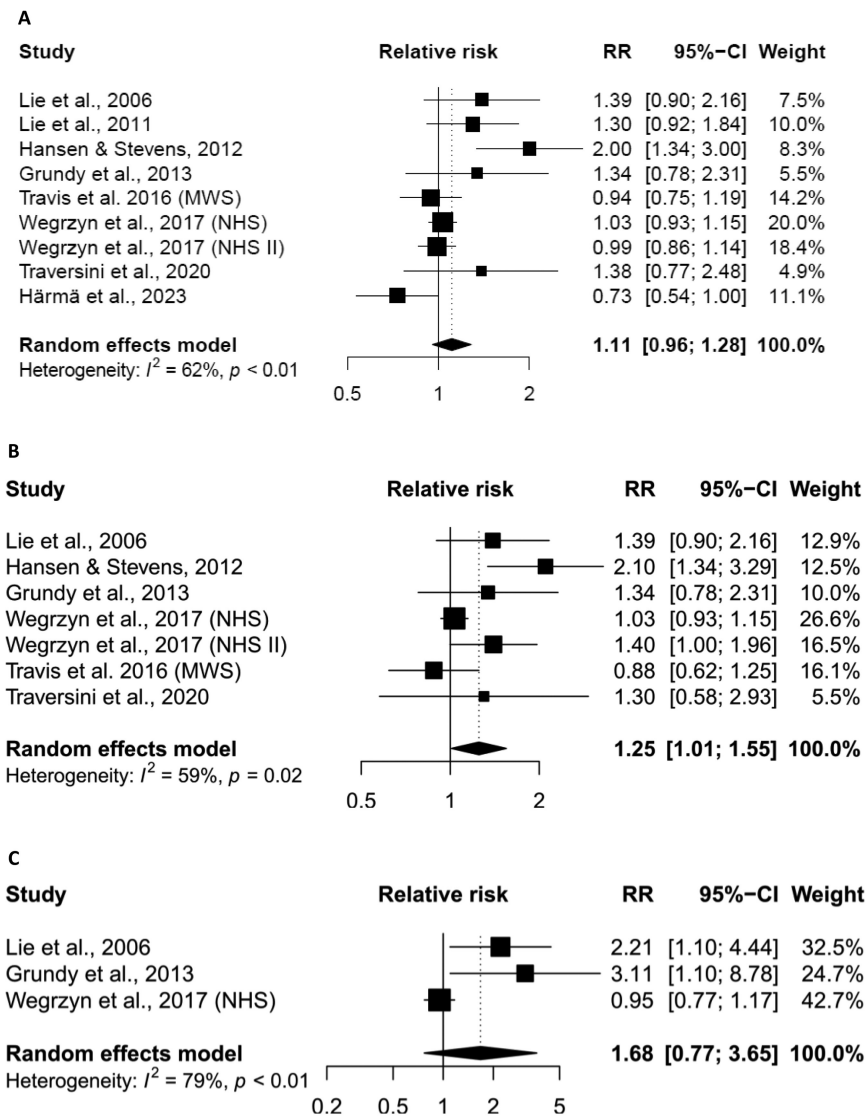 A
Study Relative risk RR 95%−CI Weight
Lie et al., 2006 1.39 [0.90; 2.16] 7.5%
Lie et al., 2011 1.30 [0.92; 1.84] 10.0%
Hansen & Stevens, 2012 2.00 [1.34; 3.00] 8.3%
Grundy et al., 2013 1.34 [0.78; 2.31] 5.5%
Travis et al. 2016 (MWS) 0.94 [0.75; 1.19] 14.2%
Wegrzyn et al., 2017 (NHS) 1.03 [0.93; 1.15] 20.0%
Wegrzyn et al., 2017 (NHS II) 0.99 [0.86; 1.14] 18.4%
Traversini et al., 2020 1.38 [0.77; 2.48] 4.9%
Härmä et al., 2023 0.73 [0.54; 1.00] 11.1%
Random effects model 1.11 [0.96; 1.28] 100.0%
Heterogeneity: I² = 62%, p < 0.01
0.5 1 2
B
Study Relative risk RR 95%−CI Weight
Lie et al., 2006 1.39 [0.90; 2.16] 12.9%
Hansen & Stevens, 2012 2.10 [1.34; 3.29] 12.5%
Grundy et al., 2013 1.34 [0.78; 2.31] 10.0%
Wegrzyn et al., 2017 (NHS) 1.03 [0.93; 1.15] 26.6%
Wegrzyn et al., 2017 (NHS II) 1.40 [1.00; 1.96] 16.5%
Travis et al. 2016 (MWS) 0.88 [0.62; 1.25] 16.1%
Traversini et al., 2020 1.30 [0.58; 2.93] 5.5%
Random effects model 1.25 [1.01; 1.55] 100.0%
Heterogeneity: I² = 59%, p = 0.02
0.5 1 2
C
Study Relative risk RR 95%−CI Weight
Lie et al., 2006 2.21 [1.10; 4.44] 32.5%
Grundy et al., 2013 3.11 [1.10; 8.78] 24.7%
Wegrzyn et al., 2017 (NHS) 0.95 [0.77; 1.17] 42.7%
Random effects model 1.68 [0.77; 3.65] 100.0%
Heterogeneity: I² = 79%, p < 0.01
0.2 0.5 1 2 5